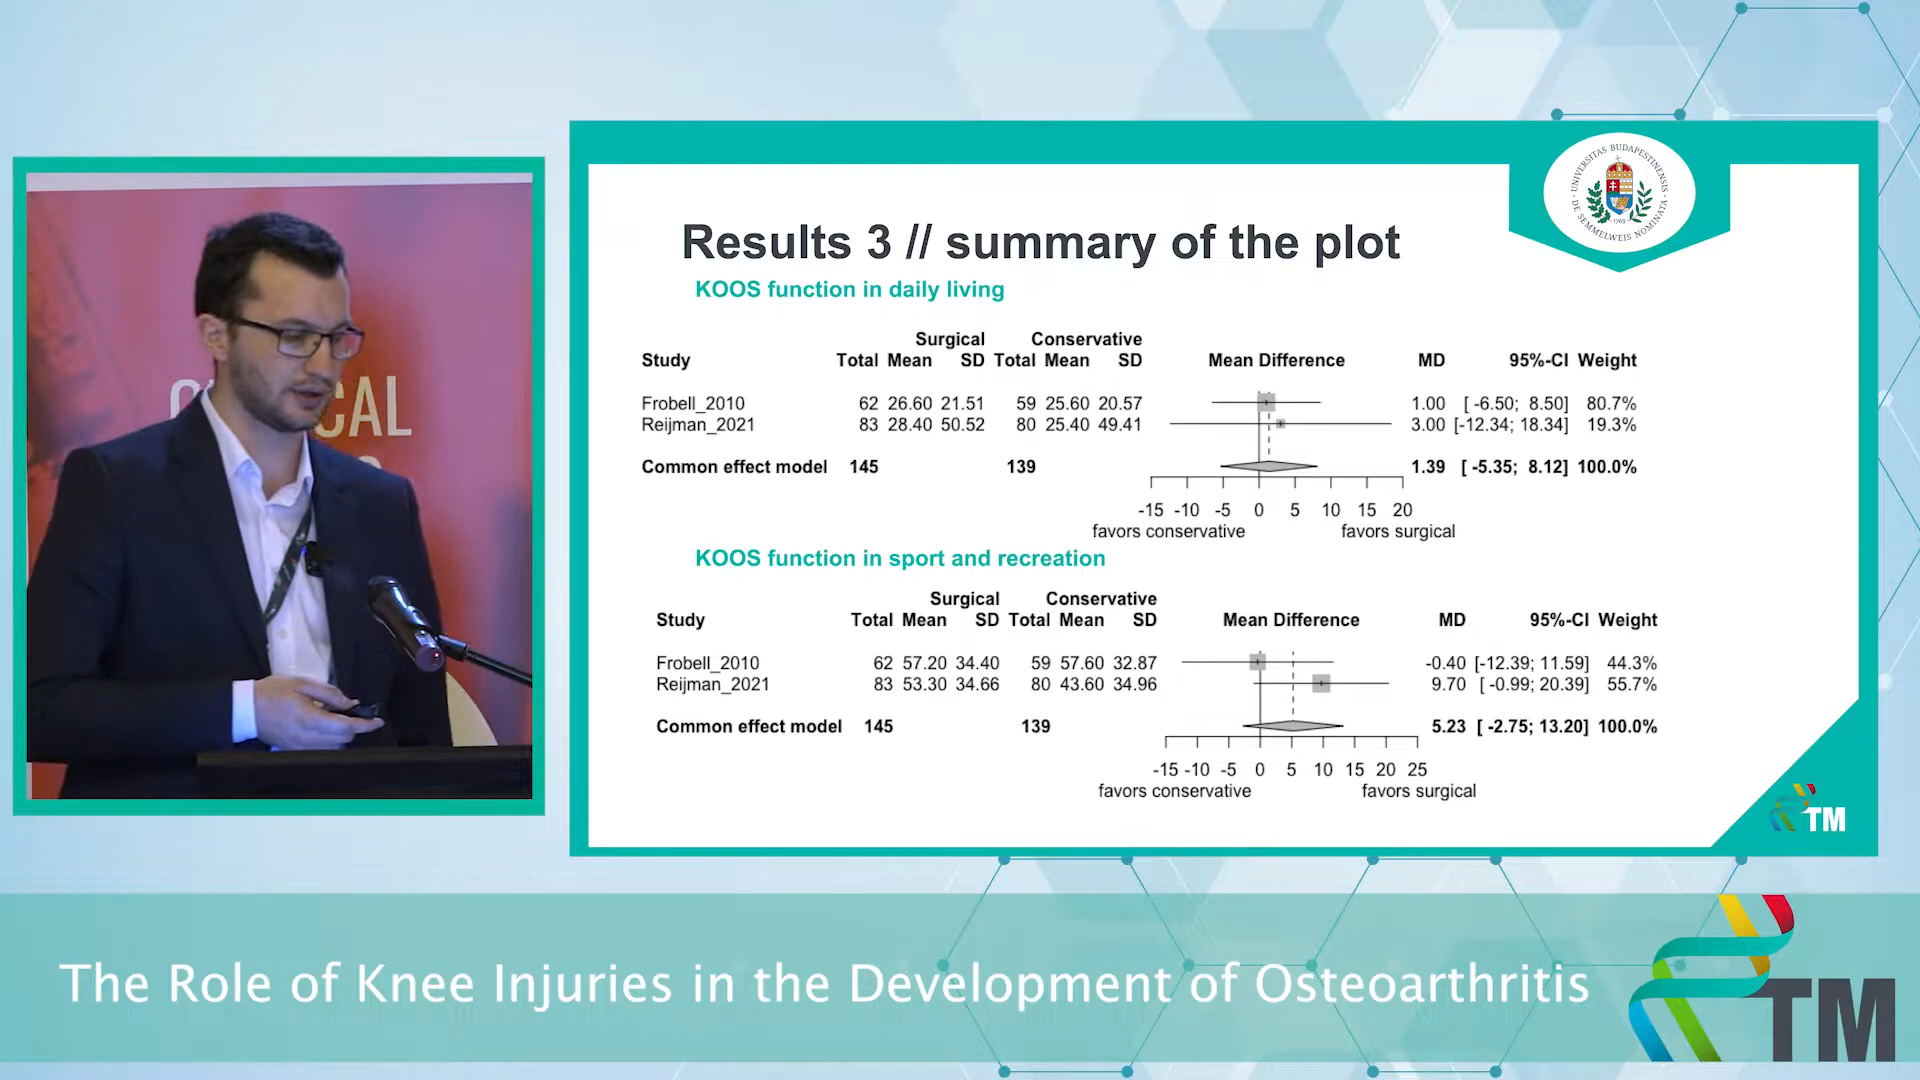 CAL
UNIVERSITAS BUDAPESTINENSIS
DE SEMMELWEIS NOMINATA
1769
Results 3 // summary of the plot
KOOS function in daily living
Surgical Conservative
Study Total Mean SD Total Mean SD Mean Difference MD 95%-CI Weight
Frobell_2010 62 26.60 21.51 59 25.60 20.57 1.00 [ -6.50; 8.50] 80.7%
Reijman_2021 83 28.40 50.52 80 25.40 49.41 3.00 [-12.34; 18.34] 19.3%
Common effect model 145 139 1.39 [ -5.35; 8.12] 100.0%
-15 -10 -5 0 5 10 15 20
favors conservative favors surgical
KOOS function in sport and recreation
Surgical Conservative
Study Total Mean SD Total Mean SD Mean Difference MD 95%-CI Weight
Frobell_2010 62 57.20 34.40 59 57.60 32.87 -0.40 [-12.39; 11.59] 44.3%
Reijman_2021 83 53.30 34.66 80 43.60 34.96 9.70 [ -0.99; 20.39] 55.7%
Common effect model 145 139 5.23 [ -2.75; 13.20] 100.0%
-15 -10 -5 0 5 10 15 20 25
favors conservative favors surgical
TM
The Role of Knee Injuries in the Development of Osteoarthritis
TM